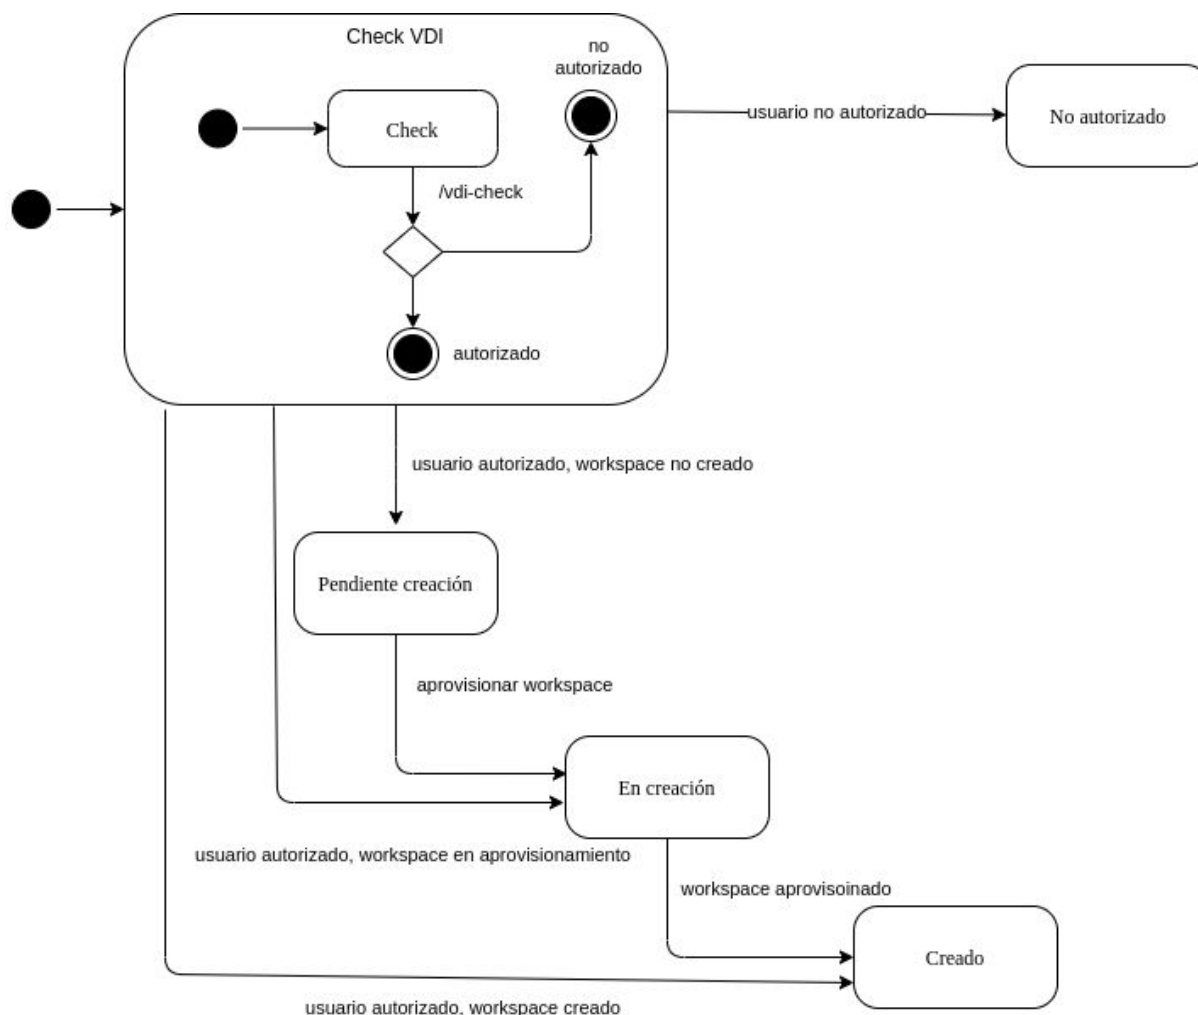 Check VDI
no
autorizado
Check
usuario no autorizado
No autorizado
/vdi-check
autorizado
usuario autorizado, workspace no creado
Pendiente creación
aprovisionar workspace
En creación
usuario autorizado, workspace en aprovisionamiento
workspace aprovisoinado
Creado
usuario autorizado, workspace creado